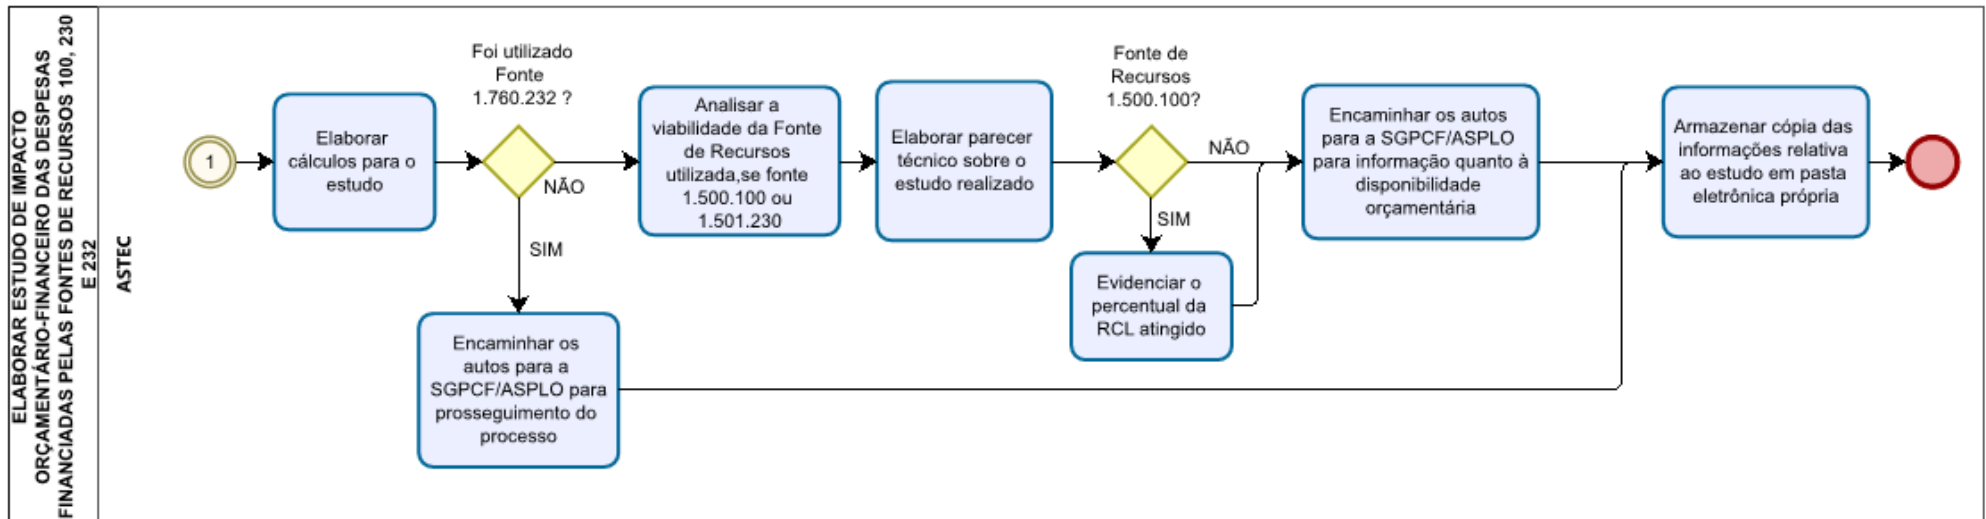 ELABORAR ESTUDO DE IMPACTO
ORÇAMENTÁRIO-FINANCEIRO DAS DESPESAS
FINANCIADAS PELAS FONTES DE RECURSOS 100, 230
E 232
ASTEC
1
Elaborar
cálculos para o
estudo
Foi utilizado
Fonte
1.760.232 ?
NÃO
SIM
Encaminhar os
autos para a
SGPCF/ASPLO para
prosseguimento do
processo
Analisar a
viabilidade da Fonte
de Recursos
utilizada,se fonte
1.500.100 ou
1.501.230
Elaborar parecer
técnico sobre o
estudo realizado
Fonte de
Recursos
1.500.100?
NÃO
SIM
Evidenciar o
percentual da
RCL atingido
Encaminhar os autos
para a SGPCF/ASPLO
para informação quanto à
disponibilidade
orçamentária
Armazenar cópia das
informações relativa
ao estudo em pasta
eletrônica própria